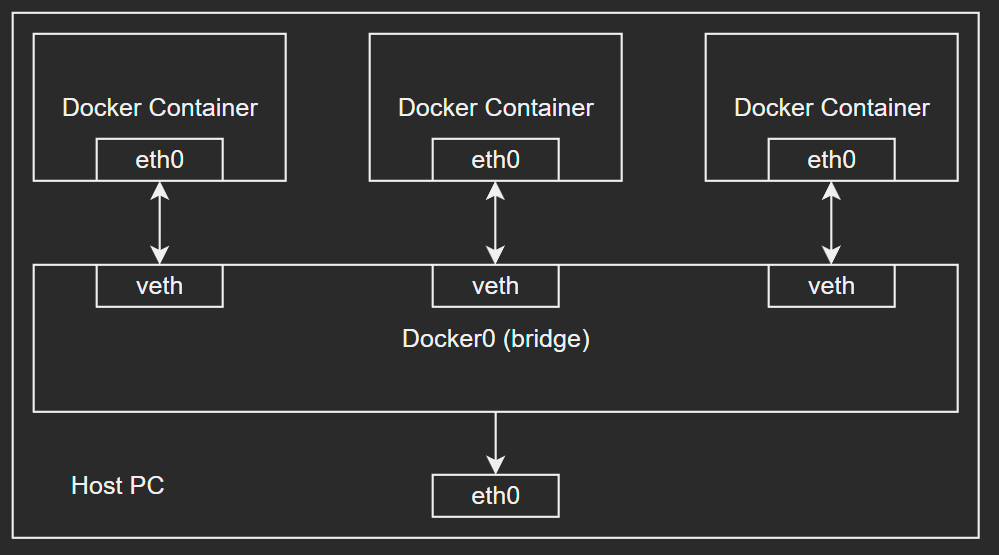 Docker Container
Docker Container
Docker Container
eth0
eth0
eth0
veth
veth
veth
Docker0 (bridge)
Host PC
eth0